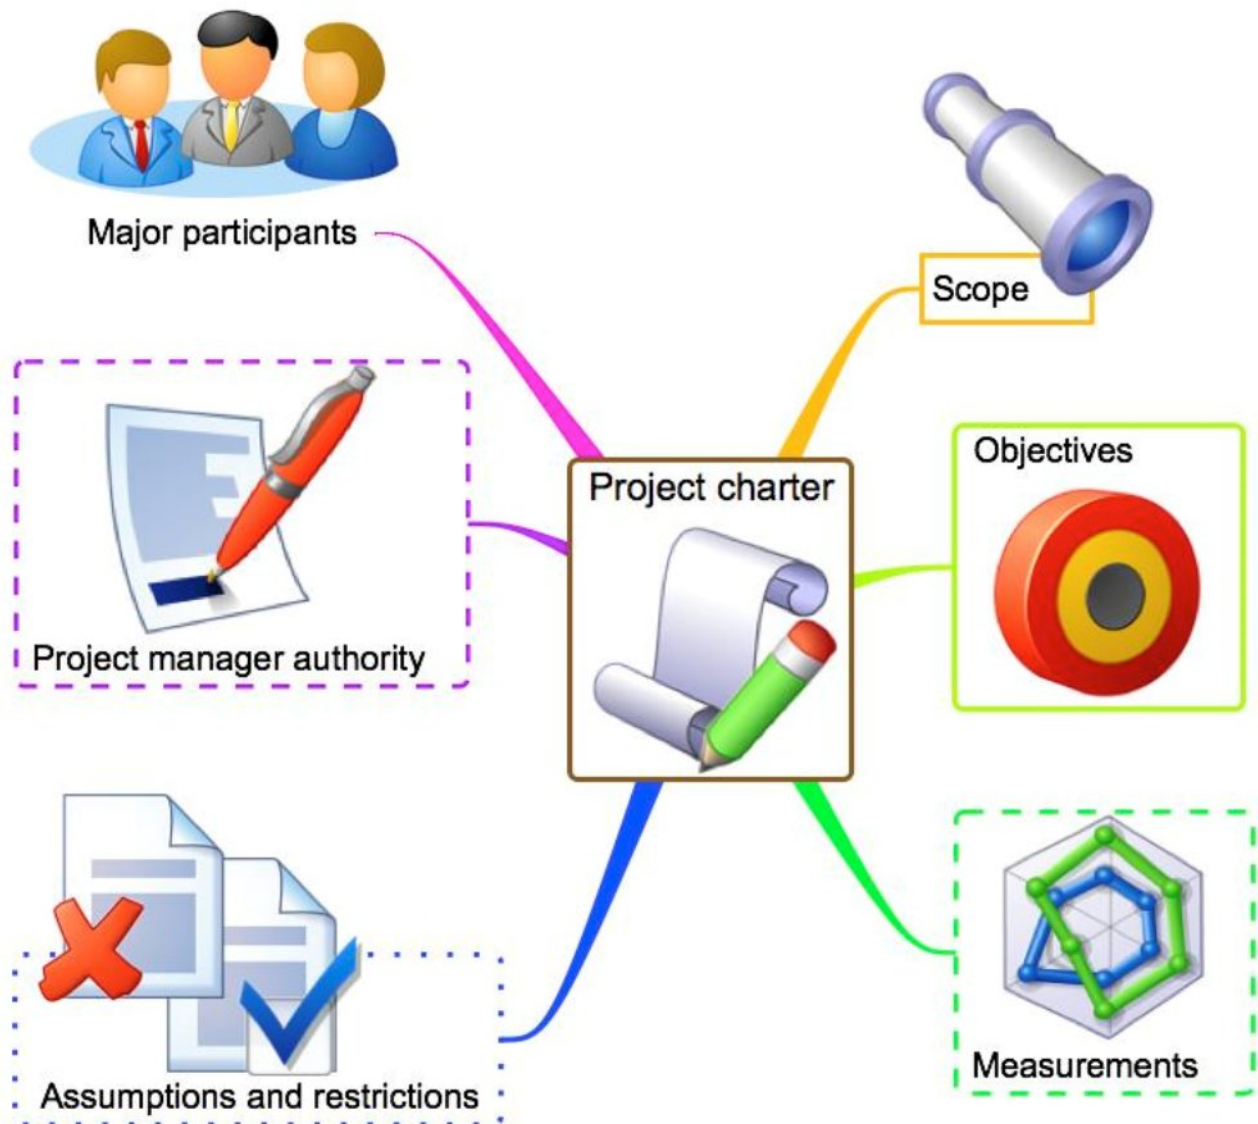 Major participants
Scope
Project manager authority
Project charter
Objectives
Assumptions and restrictions
Measurements